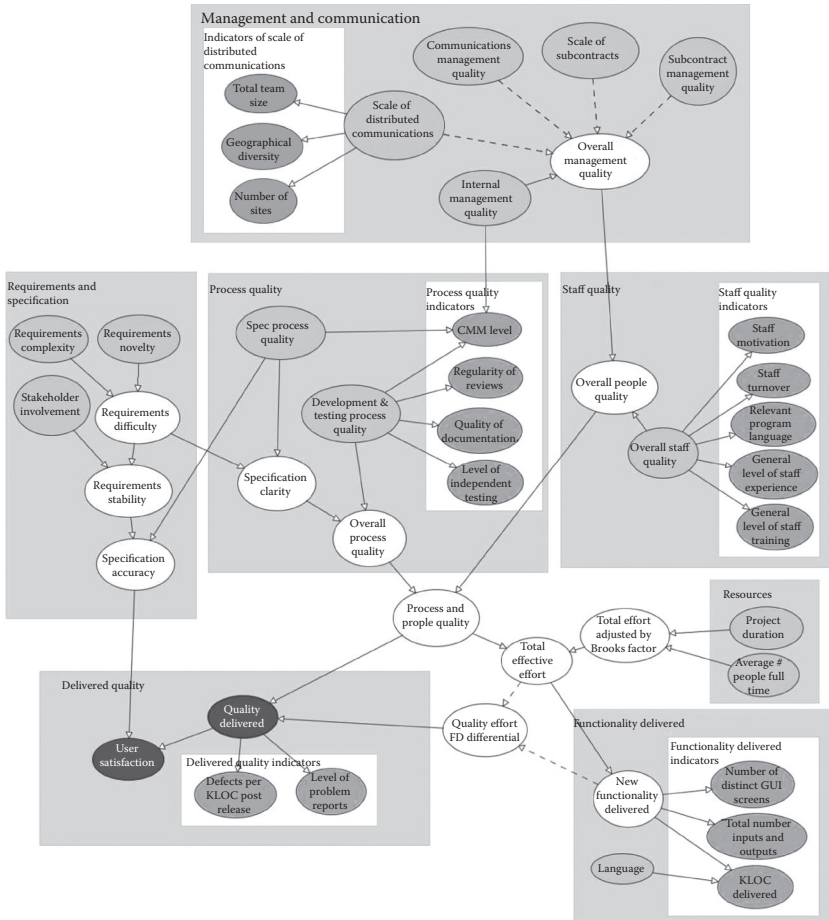 Management and communication
Indicators of scale of
distributed
communications
Total team
size
Geographical
diversity
Number of
sites
Scale of
distributed
communications
Communications
management
quality
Scale of
subcontracts
Subcontract
management
quality
Overall
management
quality
Internal
management
quality
Requirements and
specification
Requirements
complexity
Requirements
novelty
Stakeholder
involvement
Requirements
difficulty
Requirements
stability
Specification
accuracy
Process quality
Spec process
quality
Development &
testing process
quality
Specification
clarity
Overall
process
quality
Process quality
indicators
CMM level
Regularity of
reviews
Quality of
documentation.
Level of
independent
testing
Staff quality
Overall people
quality
Overall staff
quality
Staff quality
indicators
Staff
motivation
Staff
turnover
Relevant
program
language
General
level of staff
experience
General
level of staff
training
Process and
prople quality
Total
effective
effort
Total effort
adjusted by
Brooks factor
Resources
Project
duration
Average #
people full
time
Delivered quality
Quality
delivered
User
satisfaction
Delivered quality indicators
Defects per
KLOC post
release
Level of
problem
reports
Quality effort
FD differential
Functionality delivered
New
functionality
delivered
Language
Functionality delivered
indicators
Number of
distinct GUI
screens
Total number
inputs and
outputs
KLOC
delivered